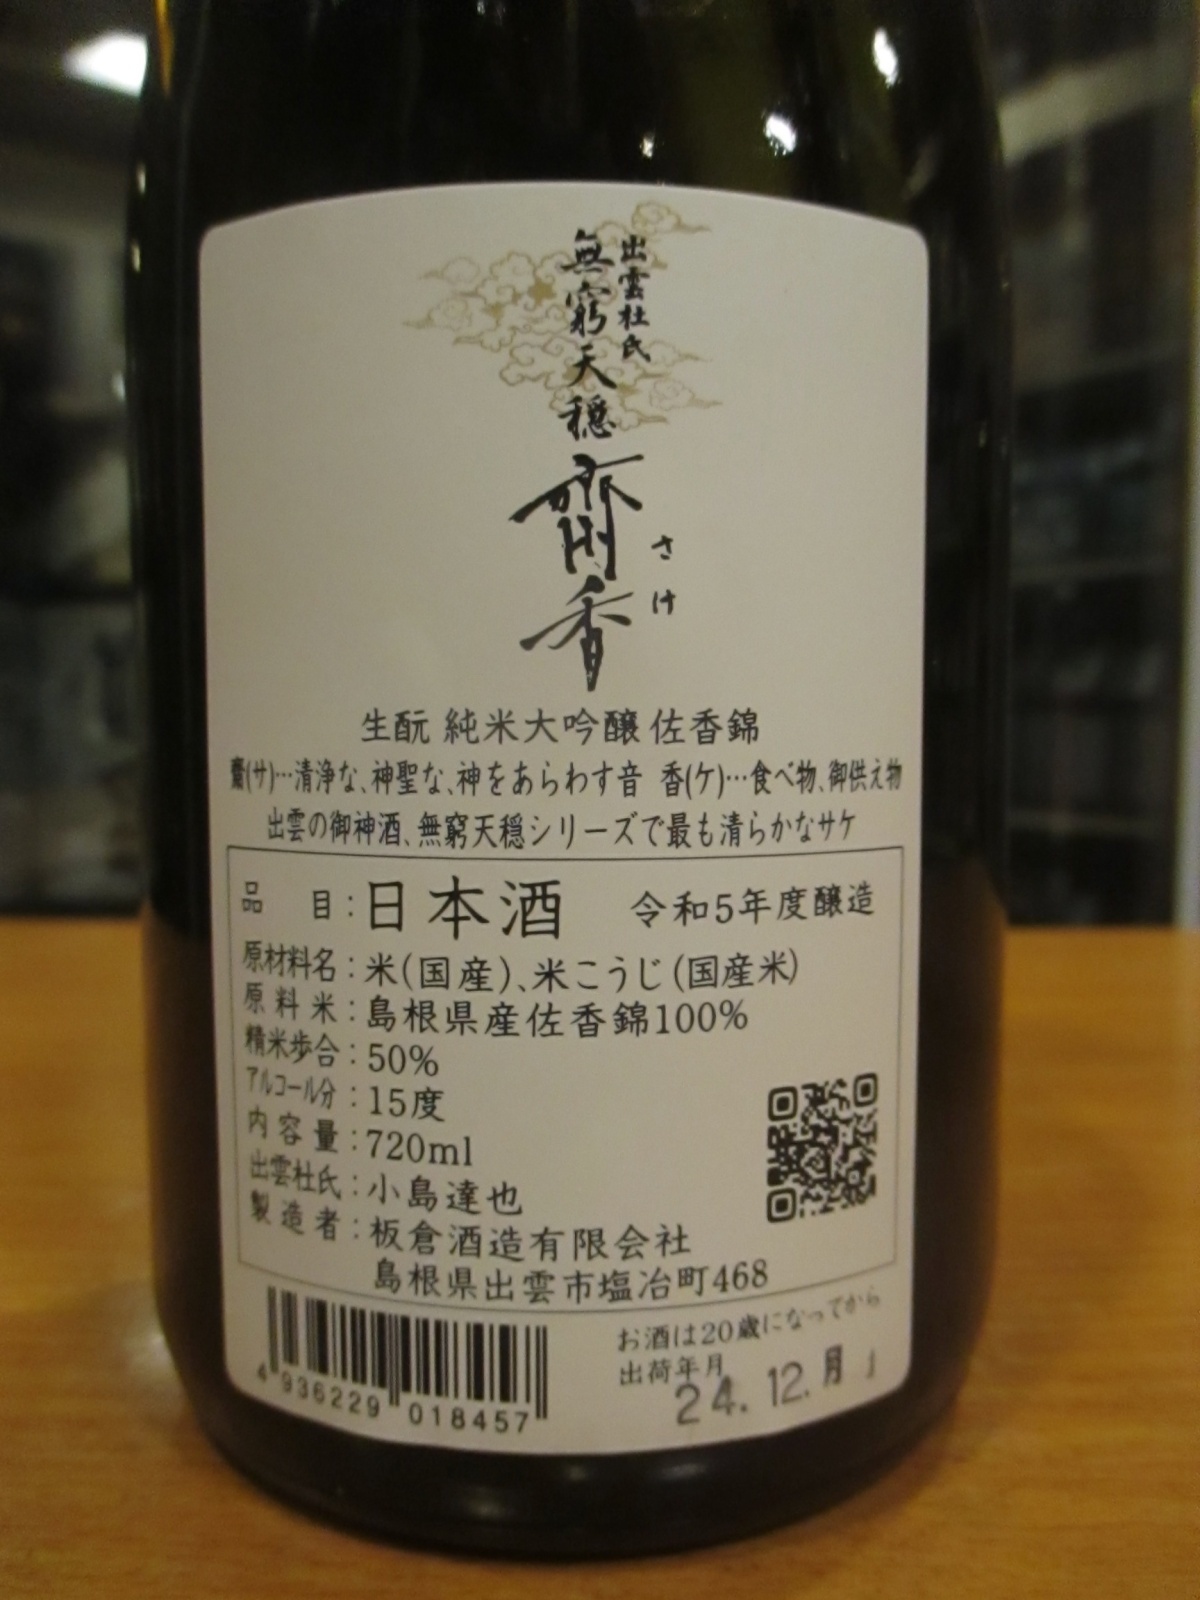 出雲杜氏
無窮天穏
齋香
さけ
生酛 純米大吟醸 佐香錦
齋(サ)…清浄な、神聖な、神をあらわす音 香(ケ)…食べ物、御供え物
出雲の御神酒、無窮天穏シリーズで最も清らかなサケ
品目:日本酒 令和5年度醸造
原材料名:米(国産)、米こうじ(国産米)
原料米:島根県産佐香錦100%
精米歩合:50%
アルコール分:15度
内容量:720ml
出雲杜氏:小島達也
製造者:板倉酒造有限会社
島根県出雲市塩冶町468
お酒は20歳になってから
出荷年月
24.12.月
4 936229 018457